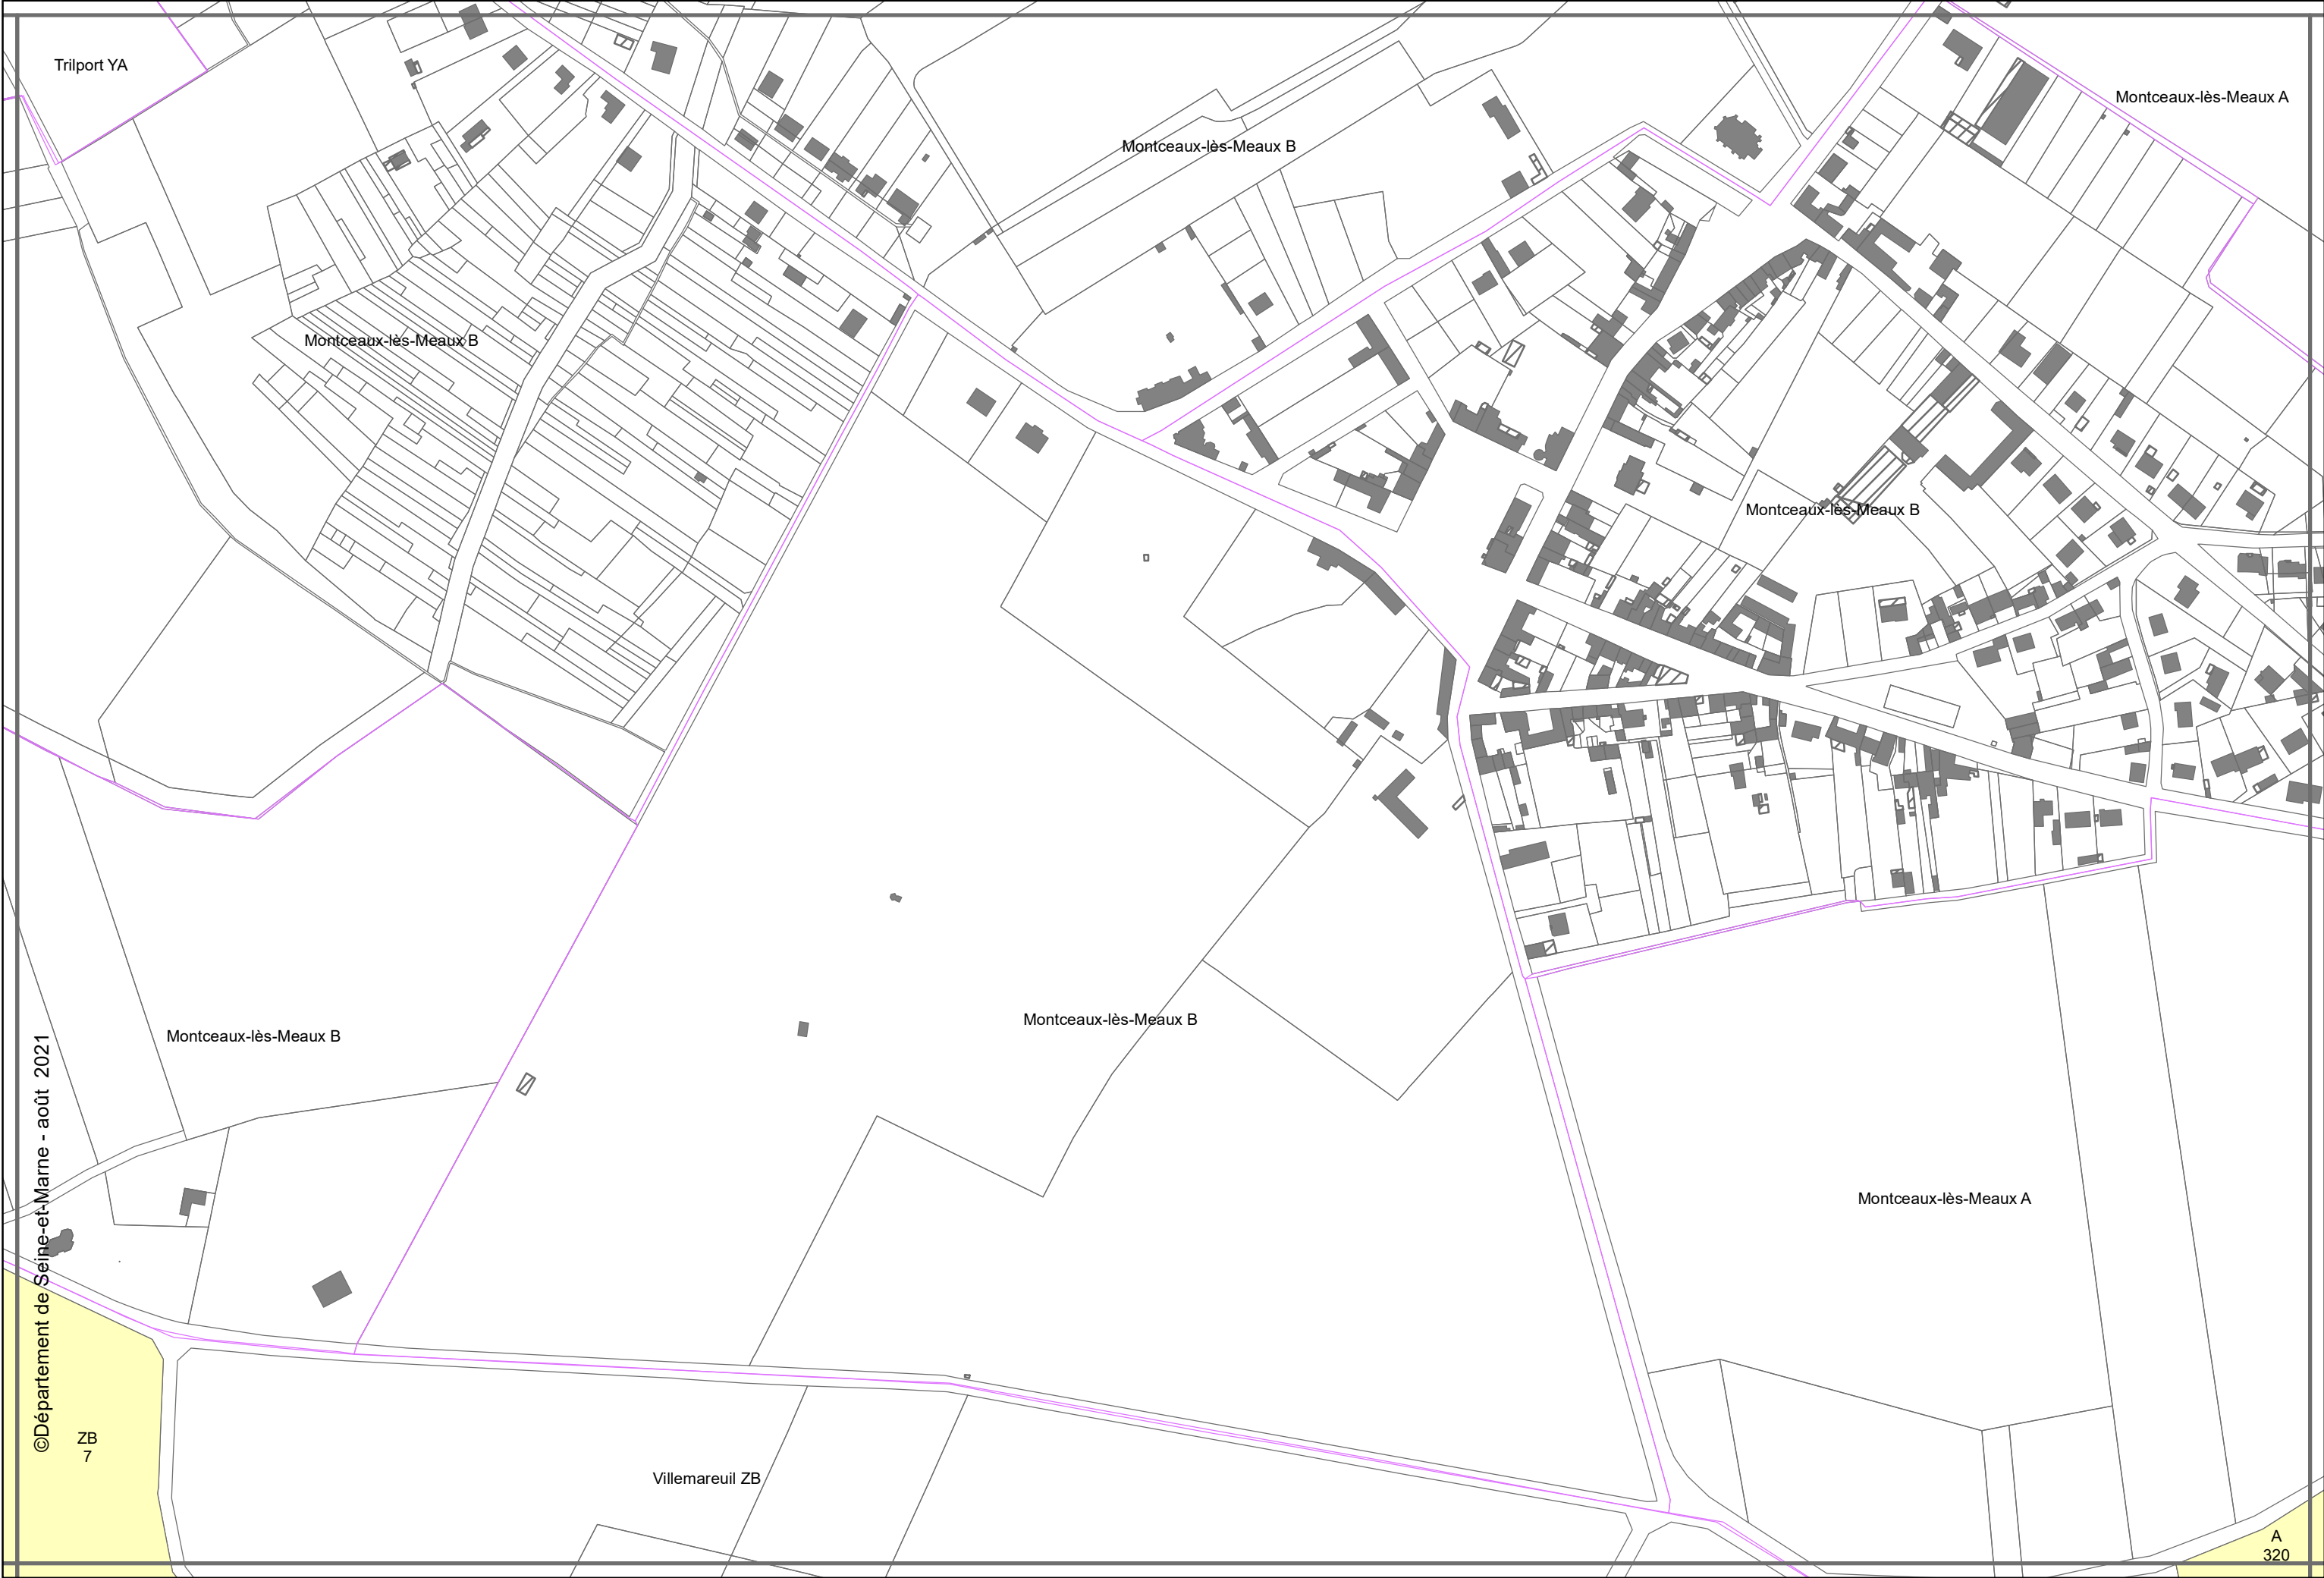 Trilport YA
Montceaux-lès-Meaux A
Montceaux-lès-Meaux B
Montceaux-lès-Meaux B
Montceaux-lès-Meaux B
Montceaux-lès-Meaux B
Montceaux-lès-Meaux B
Montceaux-lès-Meaux A
©Département de Seine-et-Marne - août 2021
ZB
7
Villemareuil ZB
A
320